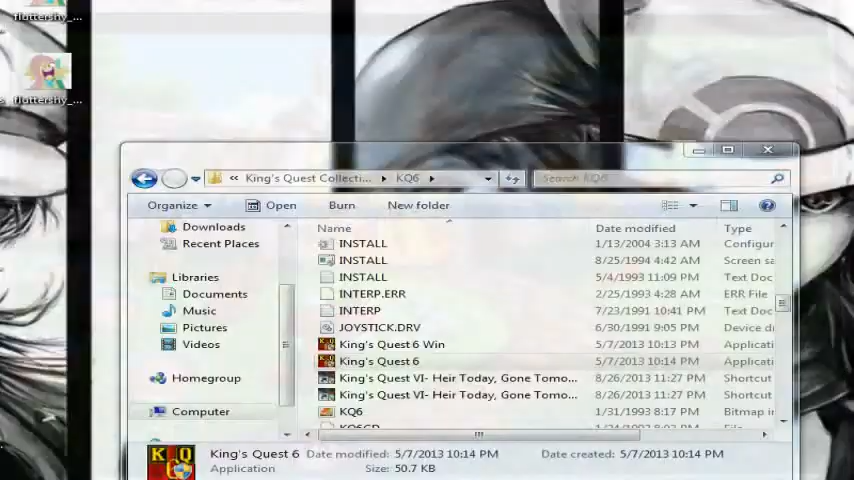 fluttershy_...
fluttershy_...
« King's Quest Collecti... ▸ KQ6 ▸
Search KQ6
Organize Open Burn New folder
Downloads
Recent Places
Libraries
Documents
Music
Pictures
Videos
Homegroup
Computer
Name Date modified Type
INSTALL 1/13/2004 3:13 AM Configur
INSTALL 8/25/1994 4:42 AM Screen sa
INSTALL 5/4/1993 11:09 PM Text Doc
INTERP.ERR 2/25/1993 4:28 AM ERR File
INTERP 7/23/1991 10:41 PM Text Doc
JOYSTICK.DRV 6/30/1991 9:05 PM Device d
King's Quest 6 Win 5/7/2013 10:13 PM Applicati
King's Quest 6 5/7/2013 10:14 PM Applicati
King's Quest VI- Heir Today, Gone Tomo... 8/26/2013 11:27 PM Shortcut
King's Quest VI- Heir Today, Gone Tomo... 8/26/2013 11:27 PM Shortcut
KQ6 1/31/1993 8:17 PM Bitmap in
King's Quest 6 Date modified: 5/7/2013 10:14 PM Date created: 5/7/2013 10:14 PM
Application Size: 50.7 KB